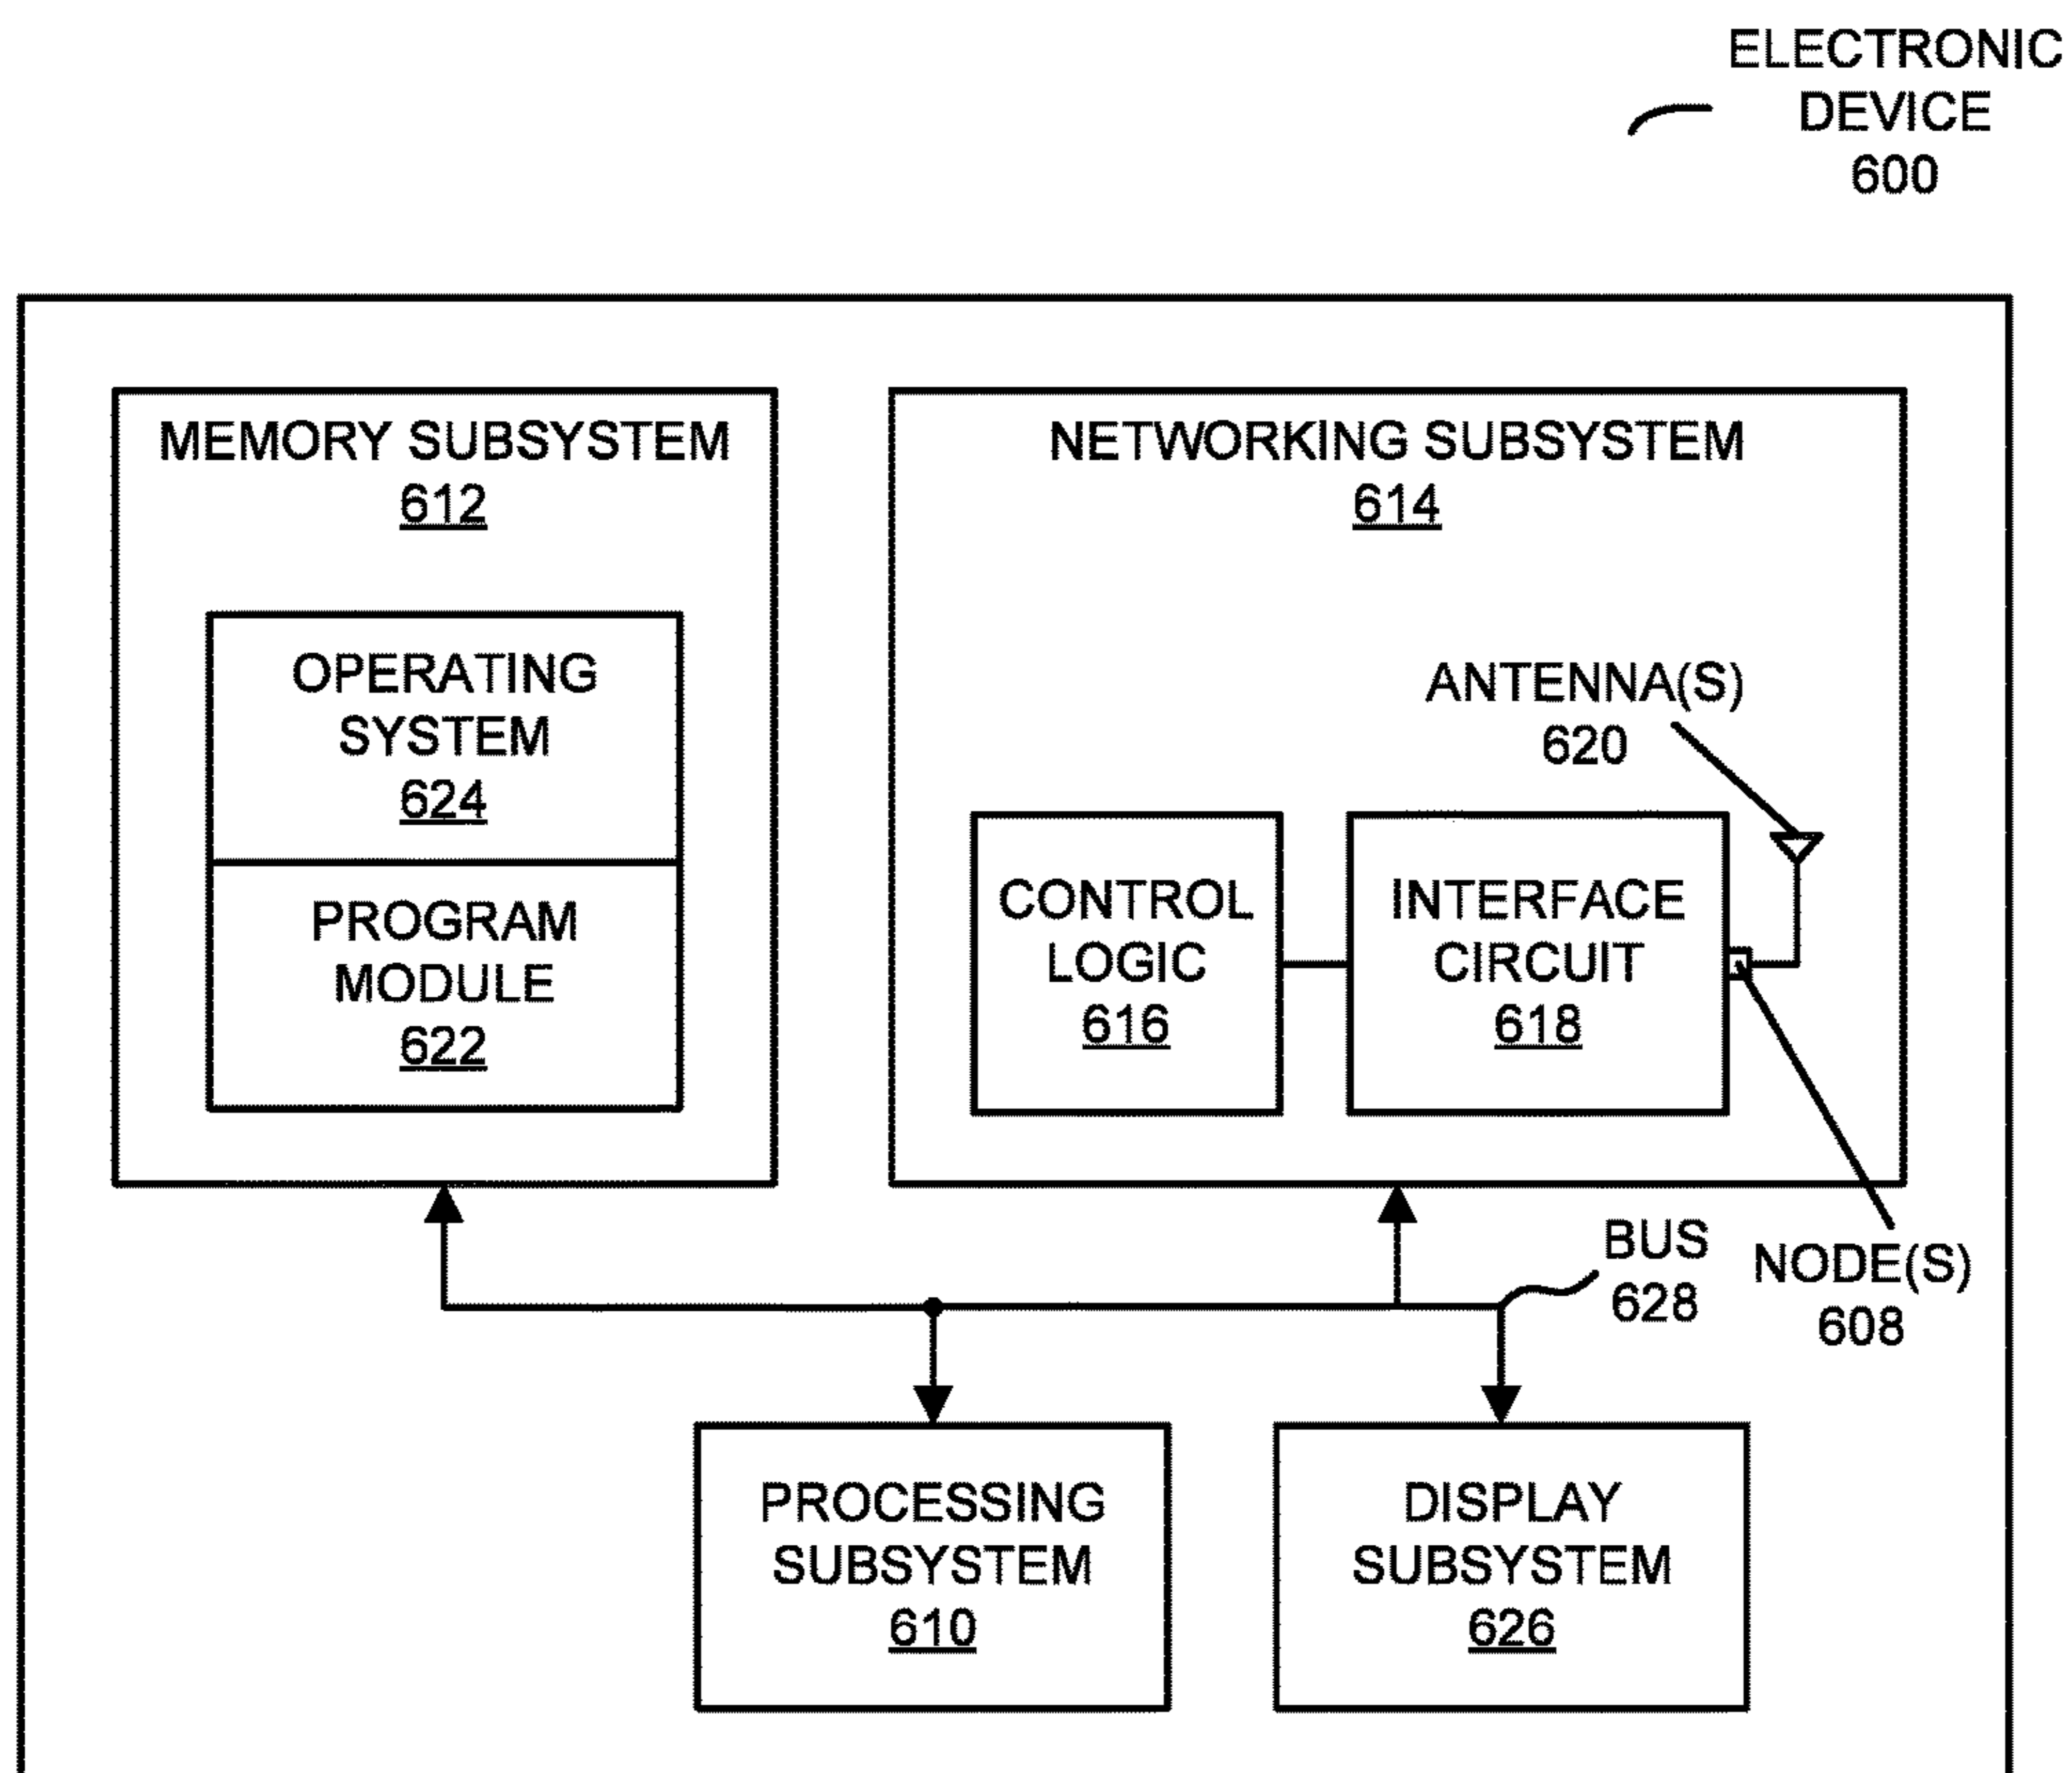 ELECTRONIC
DEVICE
600
MEMORY SUBSYSTEM
612
OPERATING
SYSTEM
624
PROGRAM
MODULE
622
NETWORKING SUBSYSTEM
614
ANTENNA(S)
620
CONTROL
LOGIC
616
INTERFACE
CIRCUIT
618
BUS
628
NODE(S)
608
PROCESSING
SUBSYSTEM
610
DISPLAY
SUBSYSTEM
626